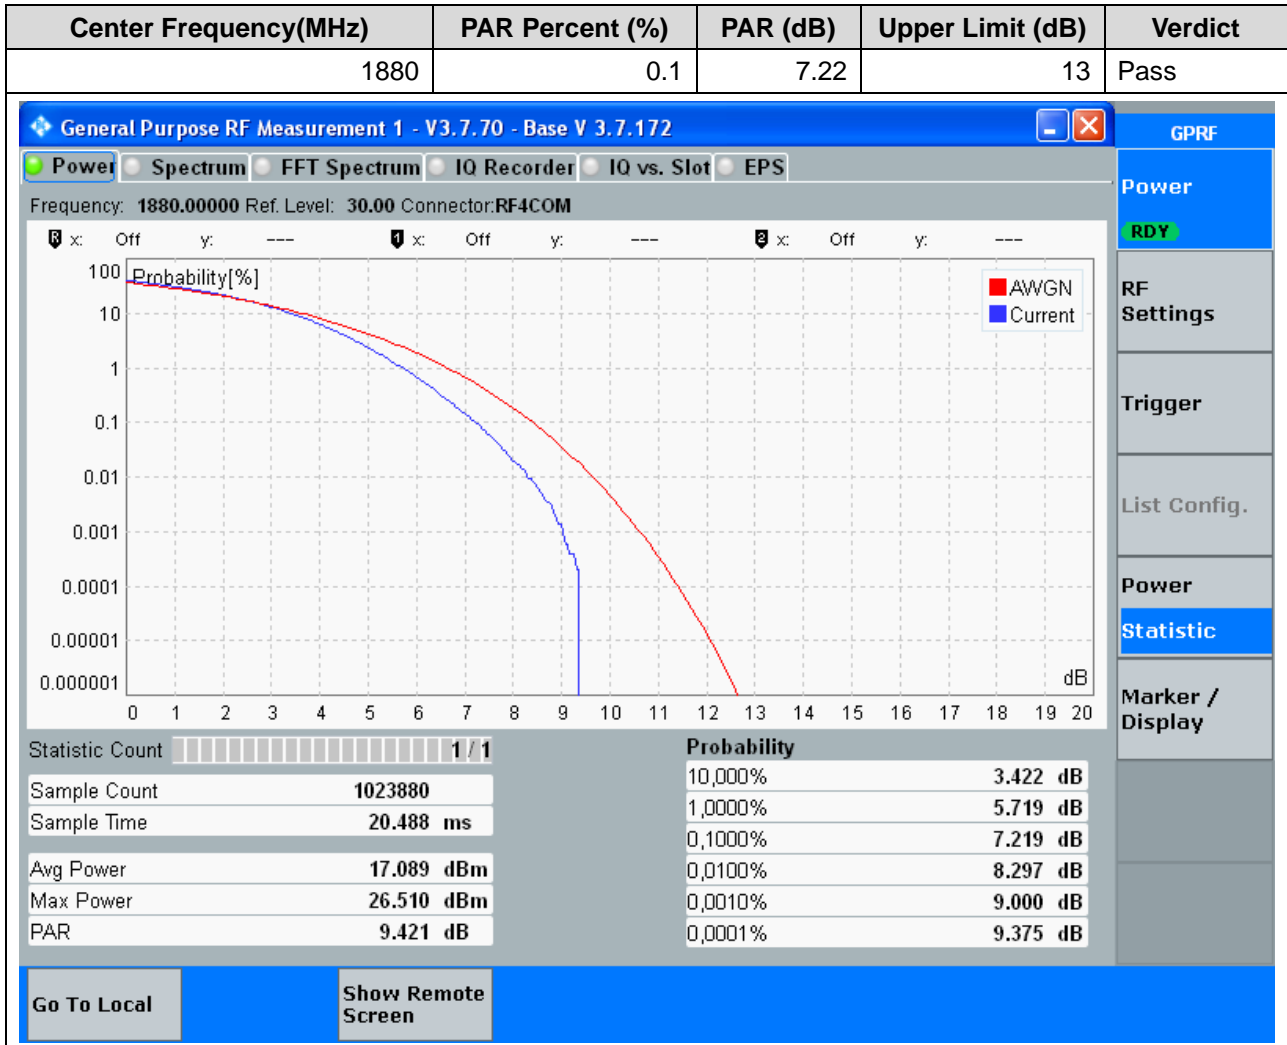 Center Frequency(MHz) PAR Percent (%) PAR (dB) Upper Limit (dB) Verdict
1880 0.1 7.22 13 Pass
General Purpose RF Measurement 1 - V3.7.70 - Base V 3.7.172
GPRF
Power Spectrum FFT Spectrum IQ Recorder IQ vs. Slot EPS
Power
RDY
Frequency: 1880.00000 Ref. Level: 30.00 Connector:RF4COM
R x: Off y: --- 1 x: Off y: --- 2 x: Off y: ---
Probability[%]
AWGN
Current
100
10
1
0.1
0.01
0.001
0.0001
0.00001
0.000001
dB
0 1 2 3 4 5 6 7 8 9 10 11 12 13 14 15 16 17 18 19 20
RF
Settings
Trigger
List Config.
Power
Statistic
Marker /
Display
Statistic Count 1 / 1
Sample Count 1023880
Sample Time 20.488 ms
Avg Power 17.089 dBm
Max Power 26.510 dBm
PAR 9.421 dB
Probability
10,000% 3.422 dB
1,0000% 5.719 dB
0,1000% 7.219 dB
0,0100% 8.297 dB
0,0010% 9.000 dB
0,0001% 9.375 dB
Go To Local
Show Remote
Screen